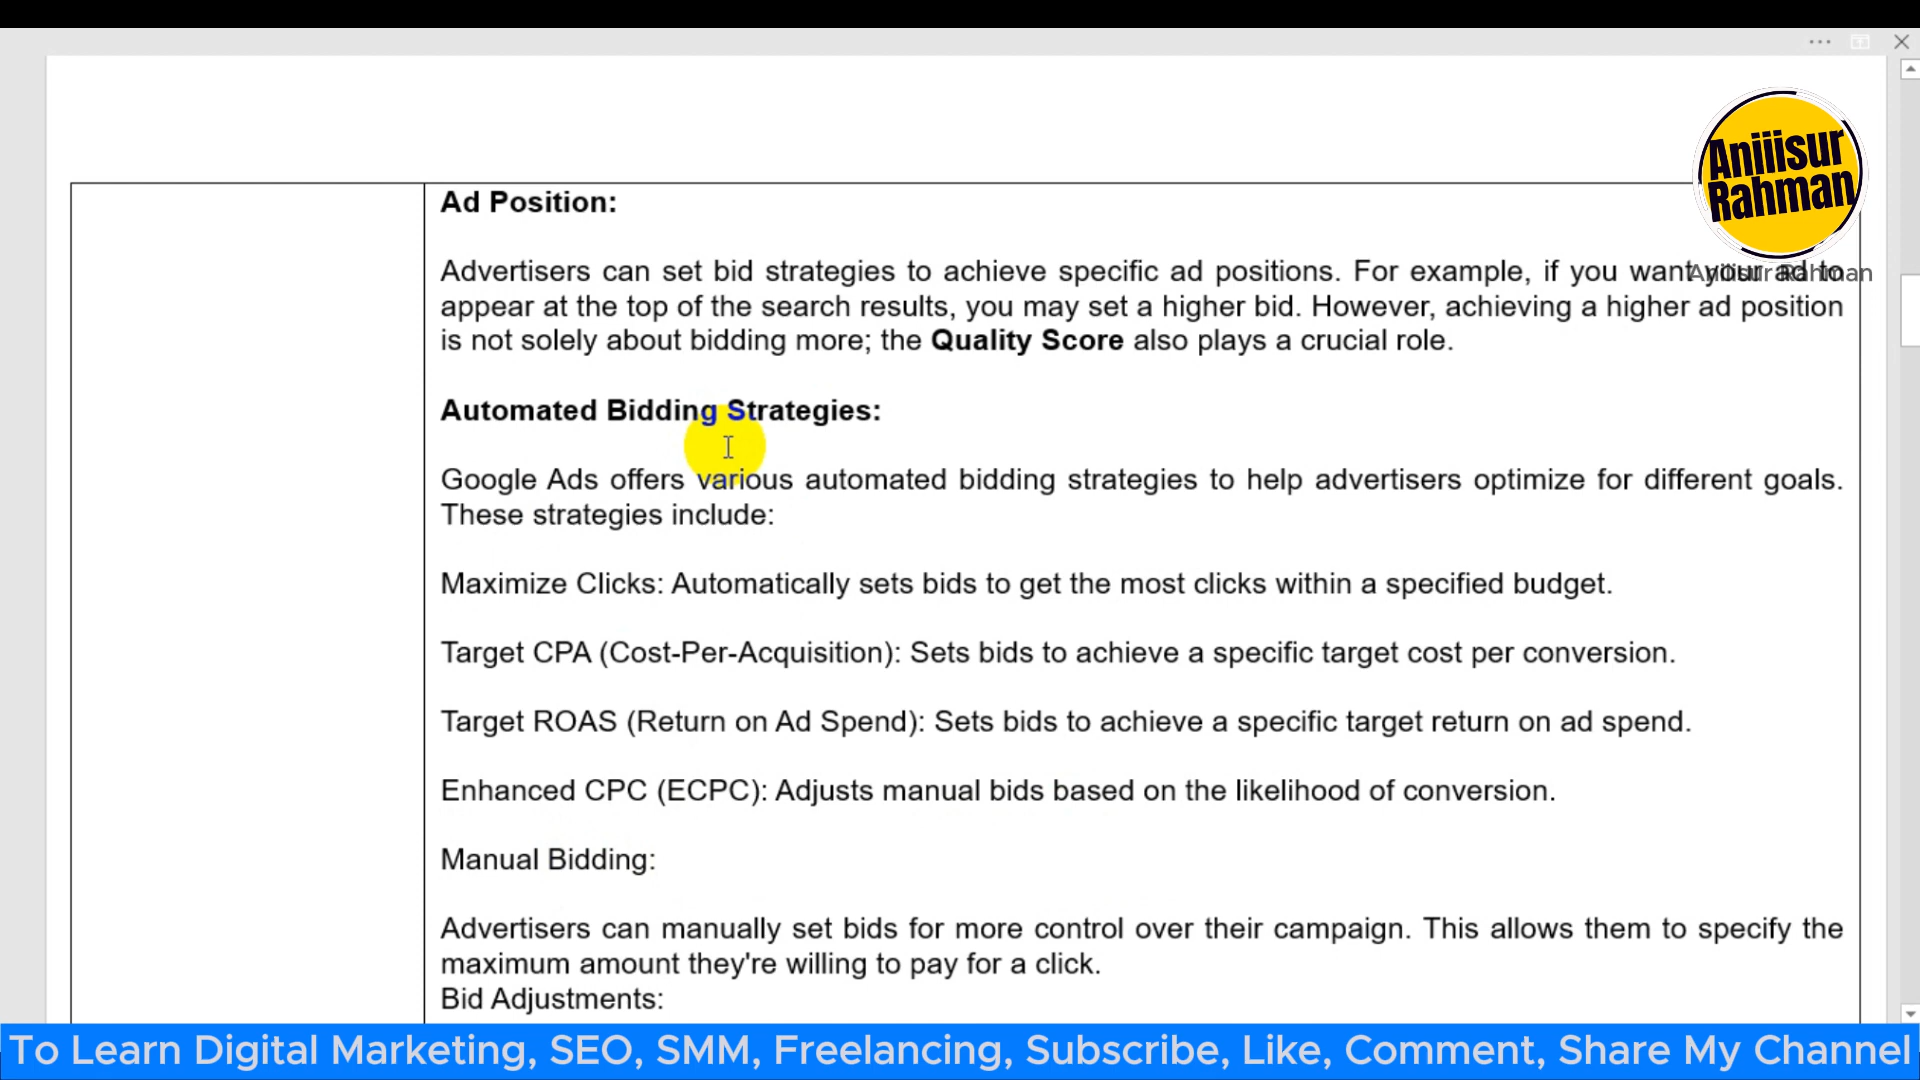 Aniiisur
Rahman
Ad Position:
Advertisers can set bid strategies to achieve specific ad positions. For example, if you want your ad to
Aniiisur Rahman
appear at the top of the search results, you may set a higher bid. However, achieving a higher ad position
is not solely about bidding more; the Quality Score also plays a crucial role.
Automated Bidding Strategies:
Google Ads offers various automated bidding strategies to help advertisers optimize for different goals.
These strategies include:
Maximize Clicks: Automatically sets bids to get the most clicks within a specified budget.
Target CPA (Cost-Per-Acquisition): Sets bids to achieve a specific target cost per conversion.
Target ROAS (Return on Ad Spend): Sets bids to achieve a specific target return on ad spend.
Enhanced CPC (ECPC): Adjusts manual bids based on the likelihood of conversion.
Manual Bidding:
Advertisers can manually set bids for more control over their campaign. This allows them to specify the
maximum amount they're willing to pay for a click.
Bid Adjustments:
To Learn Digital Marketing, SEO, SMM, Freelancing, Subscribe, Like, Comment, Share My Channel